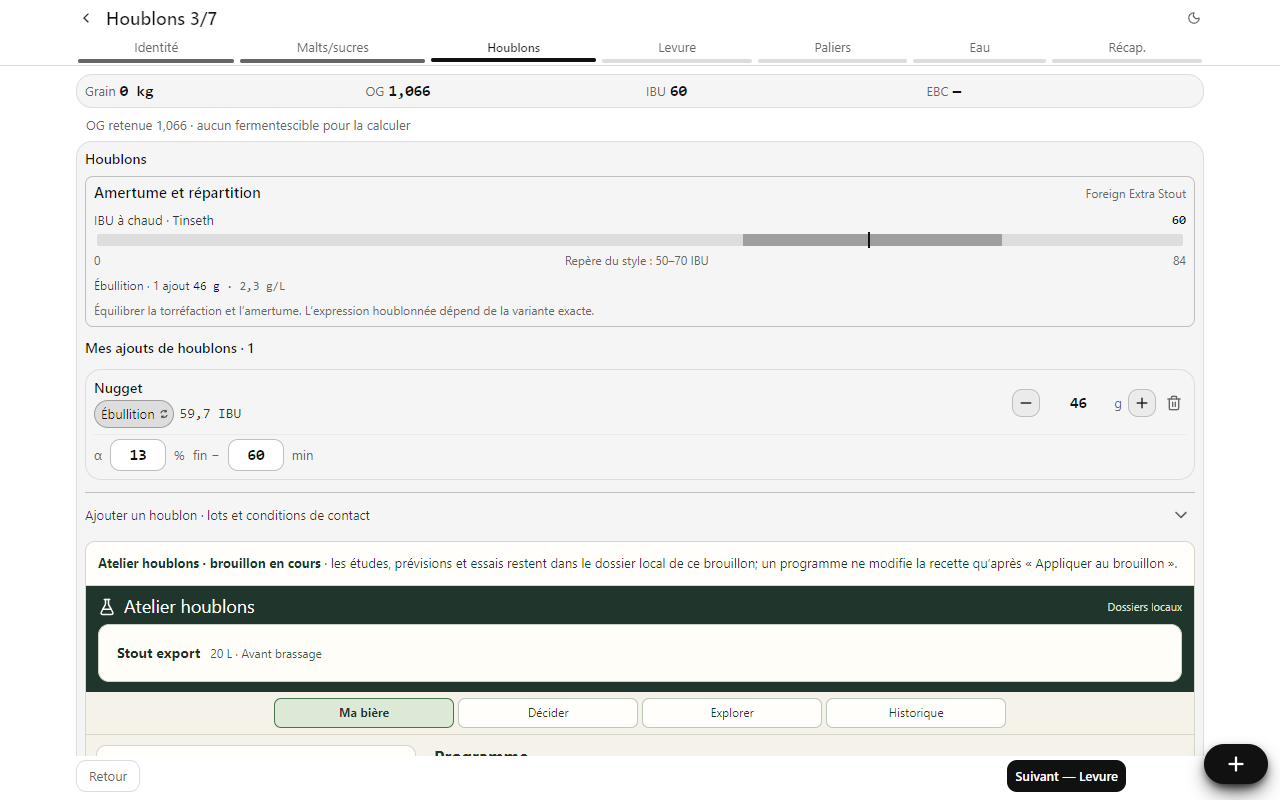 Houblons 3/7
Identité
Malts/sucres
Houblons
Levure
Paliers
Eau
Récap.
Grain 0 kg
OG 1,066
IBU 60
EBC —
OG retenue 1,066 · aucun fermentescible pour la calculer
Houblons
Amertume et répartition
Foreign Extra Stout
IBU à chaud · Tinseth
60
0
Repère du style : 50–70 IBU
84
Ébullition · 1 ajout 46 g · 2,3 g/L
Équilibrer la torréfaction et l’amertume. L’expression houblonnée dépend de la variante exacte.
Mes ajouts de houblons · 1
Nugget
Ébullition
59,7 IBU
46 g
α 13 % fin − 60 min
Ajouter un houblon · lots et conditions de contact
Atelier houblons · brouillon en cours · les études, prévisions et essais restent dans le dossier local de ce brouillon; un programme ne modifie la recette qu’après « Appliquer au brouillon ».
Atelier houblons
Dossiers locaux
Stout export 20 L · Avant brassage
Ma bière
Décider
Explorer
Historique
Programme
Retour
Suivant — Levure